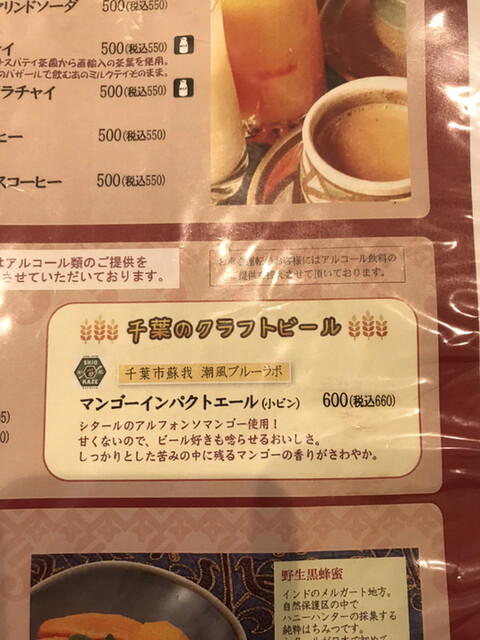 アリンドソーダ 500(税込550)
イ 500(税込550)
スパティ茶園から直輸入の茶葉を使用。
のバザールで飲むあのミルクティそのまま。
ラチャイ 500(税込550)
ヒー 500(税込550)
スコーヒー 500(税込550)
はアルコール類のご提供を
させていただいております。
お車を運転のお客様にはアルコール飲料の
ご提供を控えさせて頂いております。
千葉のクラフトビール
SHIO
KAZE
千葉市蘇我 潮風ブルーラボ
マンゴーインパクトエール(小ビン) 600(税込660)
シタールのアルフォンソマンゴー使用!
甘くないので、ビール好きも唸らせるおいしさ。
しっかりとした苦みの中に残るマンゴーの香りがさわやか。
野生黒蜂蜜
インドのメルガート地方。
自然保護区の中で
ハニーハンターの採集する
純粋はちみつです。